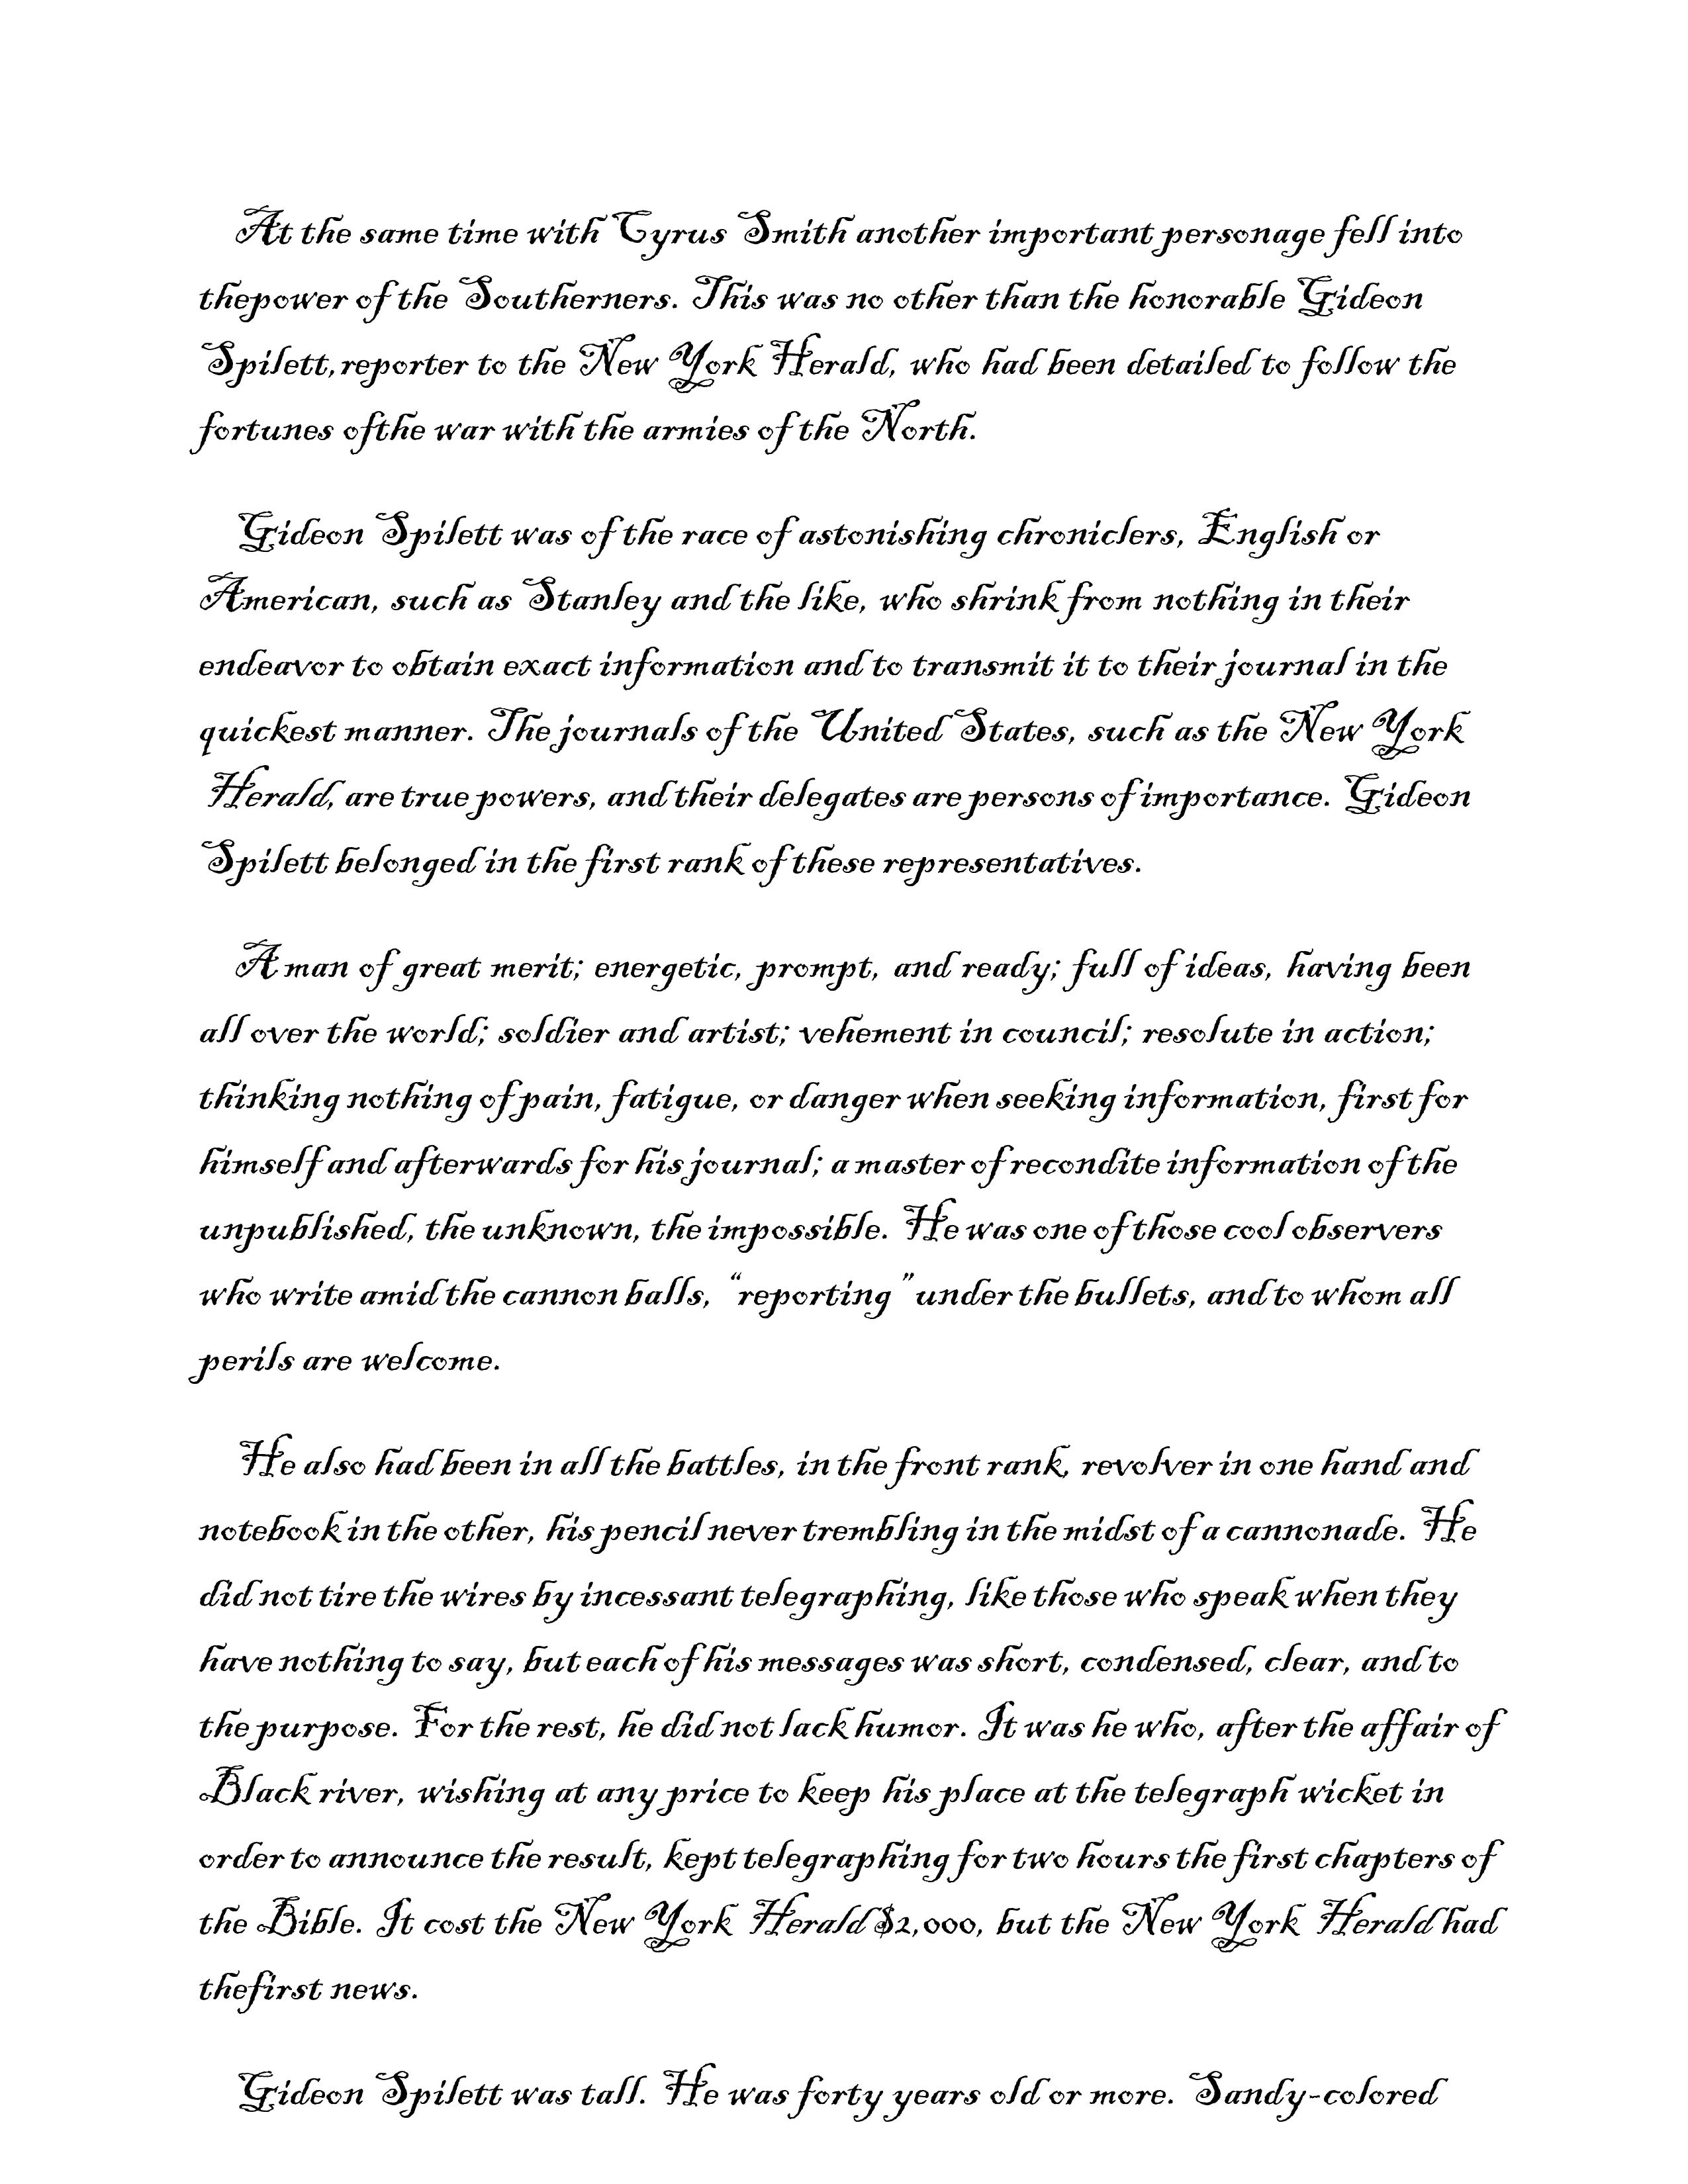 At the same time with Cyrus Smith another important personage fell into
thepower of the Southerners. This was no other than the honorable Gideon
Spilett, reporter to the New York Herald, who had been detailed to follow the
fortunes ofthe war with the armies of the North.
Gideon Spilett was of the race of astonishing chroniclers, English or
American, such as Stanley and the like, who shrink from nothing in their
endeavor to obtain exact information and to transmit it to their journal in the
quickest manner. The journals of the United States, such as the New York
Herald, are true powers, and their delegates are persons of importance. Gideon
Spilett belonged in the first rank of these representatives.
A man of great merit; energetic, prompt, and ready; full of ideas, having been
all over the world; soldier and artist; vehement in council; resolute in action;
thinking nothing of pain, fatigue, or danger when seeking information, first for
himself and afterwards for his journal; a master of recondite information of the
unpublished, the unknown, the impossible. He was one of those cool observers
who write amid the cannon balls, “reporting” under the bullets, and to whom all
perils are welcome.
He also had been in all the battles, in the front rank, revolver in one hand and
notebook in the other, his pencil never trembling in the midst of a cannonade. He
did not tire the wires by incessant telegraphing, like those who speak when they
have nothing to say, but each of his messages was short, condensed, clear, and to
the purpose. For the rest, he did not lack humor. It was he who, after the affair of
Black river, wishing at any price to keep his place at the telegraph wicket in
order to announce the result, kept telegraphing for two hours the first chapters of
the Bible. It cost the New York Herald $2,000, but the New York Herald had
thefirst news.
Gideon Spilett was tall. He was forty years old or more. Sandy-colored